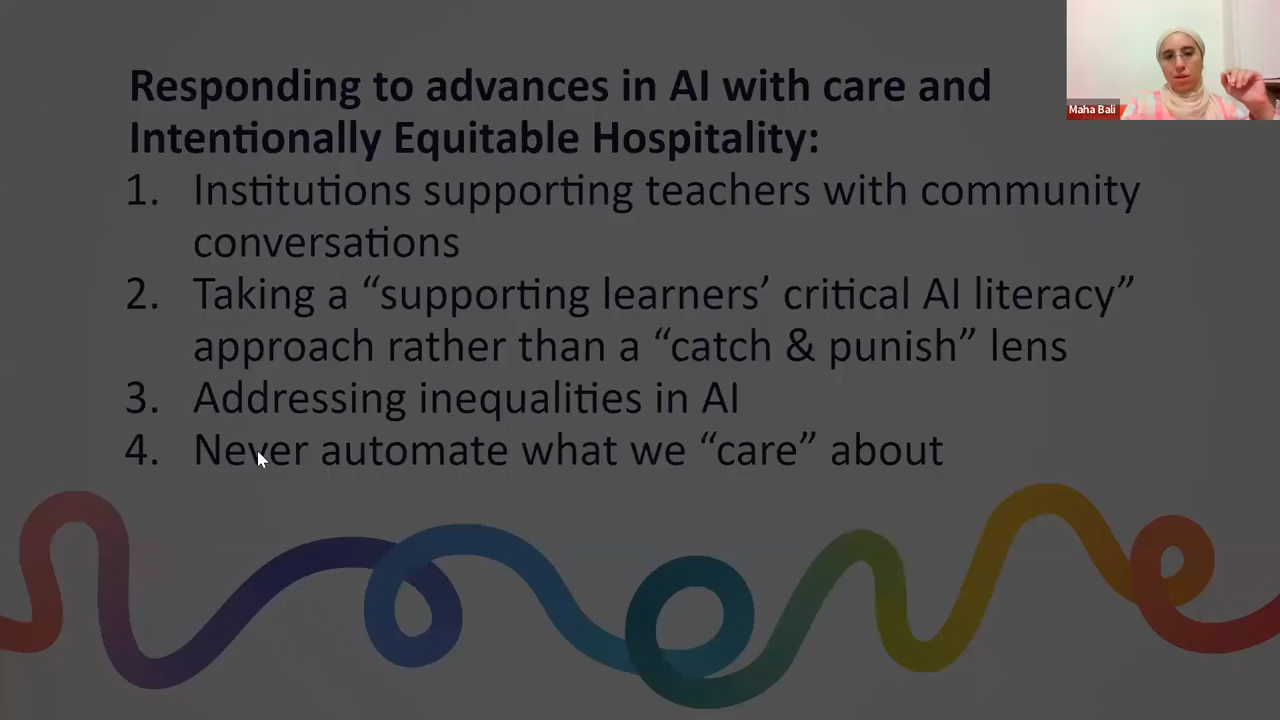 Responding to advances in AI with care and
Intentionally Equitable Hospitality:
1. Institutions supporting teachers with community
conversations
2. Taking a “supporting learners’ critical AI literacy”
approach rather than a “catch & punish” lens
3. Addressing inequalities in AI
4. Never automate what we “care” about
Maha Bali